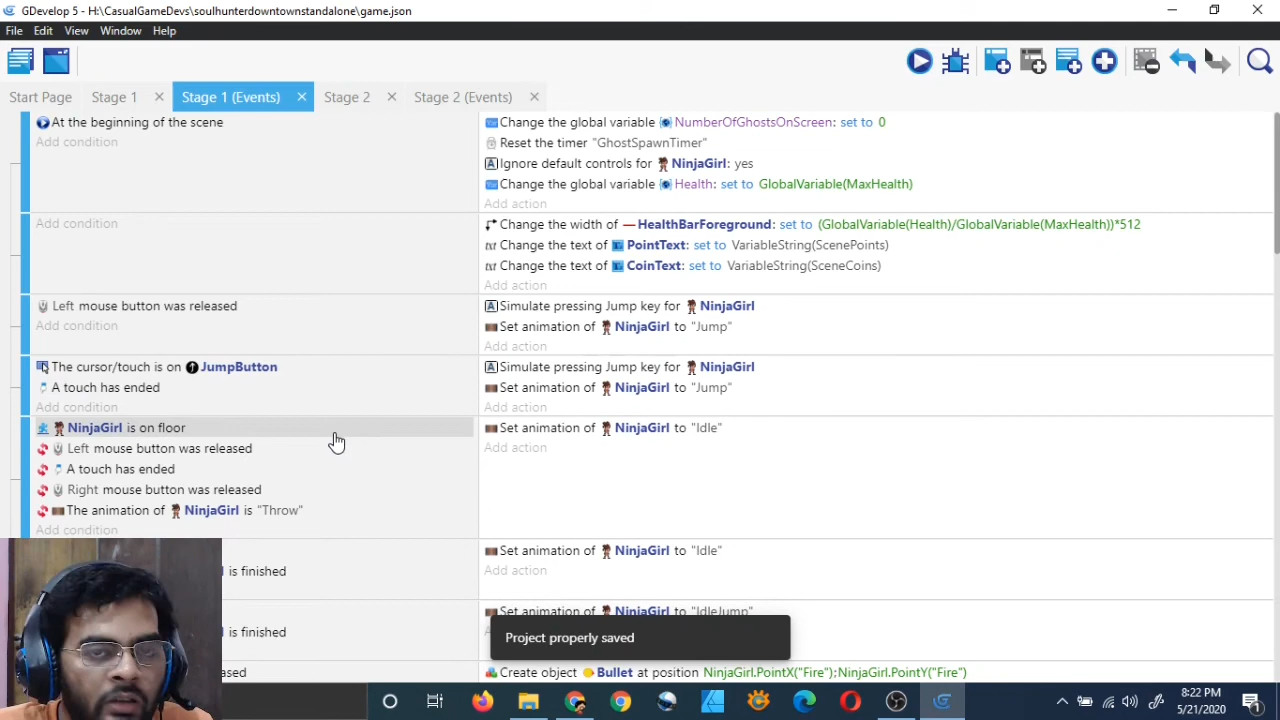 GDevelop 5 - H:\CasualGameDevs\soulhunterdowntownstandalone\game.json
File Edit View Window Help
Start Page Stage 1 × Stage 1 (Events) × Stage 2 × Stage 2 (Events) ×
At the beginning of the scene
Add condition
Change the global variable NumberOfGhostsOnScreen: set to 0
Reset the timer "GhostSpawnTimer"
Ignore default controls for NinjaGirl: yes
Change the global variable Health: set to GlobalVariable(MaxHealth)
Add action
Add condition
Change the width of HealthBarForeground: set to (GlobalVariable(Health)/GlobalVariable(MaxHealth))*512
Change the text of PointText: set to VariableString(ScenePoints)
Change the text of CoinText: set to VariableString(SceneCoins)
Add action
Left mouse button was released
Add condition
Simulate pressing Jump key for NinjaGirl
Set animation of NinjaGirl to "Jump"
Add action
The cursor/touch is on JumpButton
A touch has ended
Add condition
Simulate pressing Jump key for NinjaGirl
Set animation of NinjaGirl to "Jump"
Add action
NinjaGirl is on floor
Left mouse button was released
A touch has ended
Right mouse button was released
The animation of NinjaGirl is "Throw"
Add condition
Set animation of NinjaGirl to "Idle"
Add action
is finished
Set animation of NinjaGirl to "Idle"
Add action
is finished
Set animation of NinjaGirl to "IdleJump"
Project properly saved
Create object Bullet at position NinjaGirl.PointX("Fire");NinjaGirl.PointY("Fire")
8:22 PM
5/21/2020